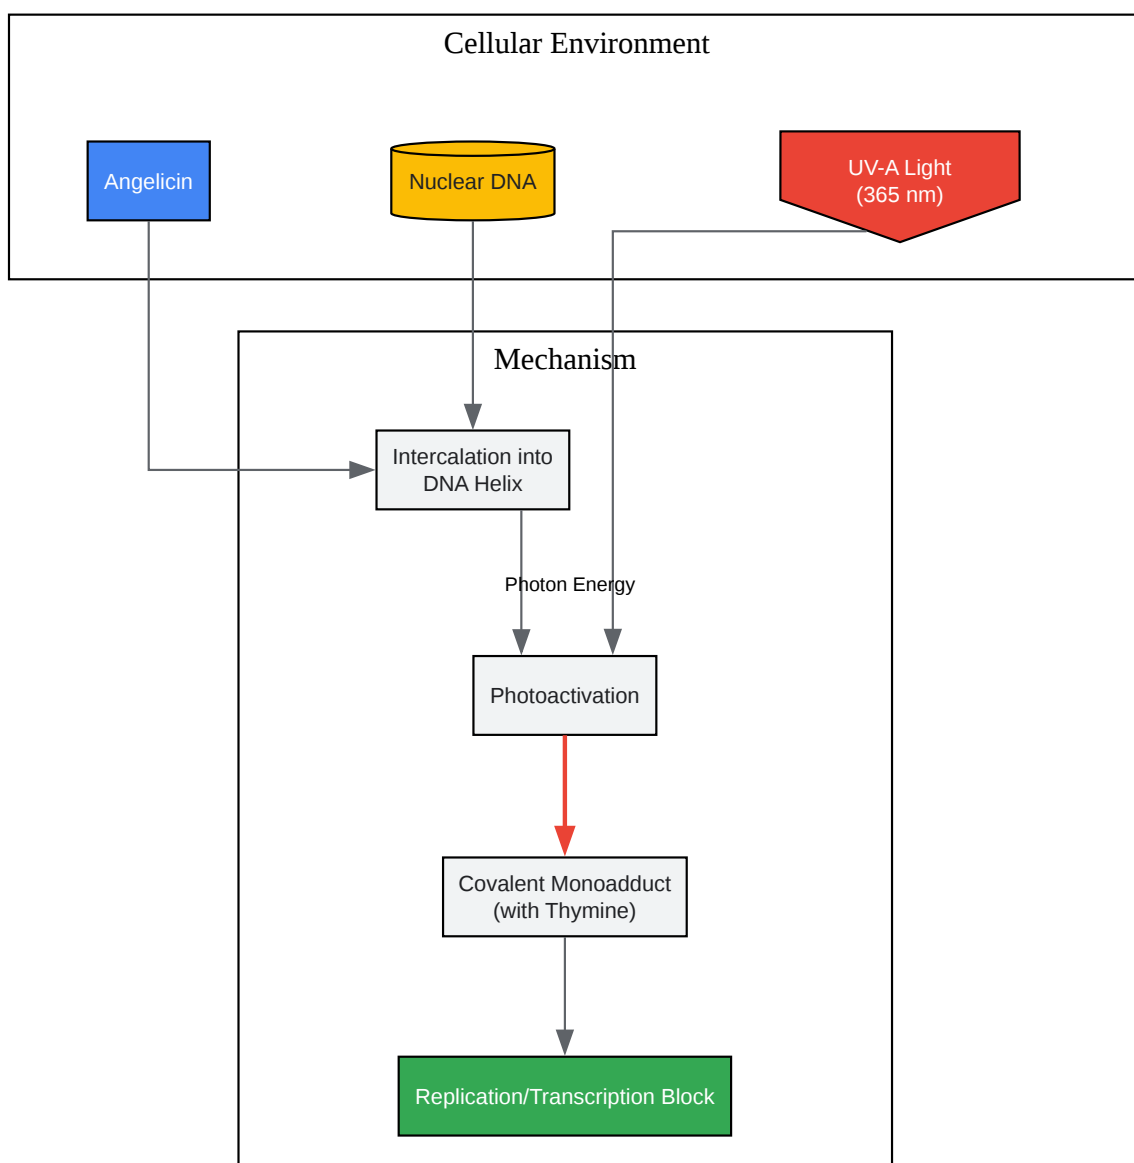 Cellular Environment
Angelicin
Nuclear DNA
UV-A Light
(365 nm)
Mechanism
Intercalation into
DNA Helix
Photon Energy
Photoactivation
Covalent Monoadduct
(with Thymine)
Replication/Transcription Block